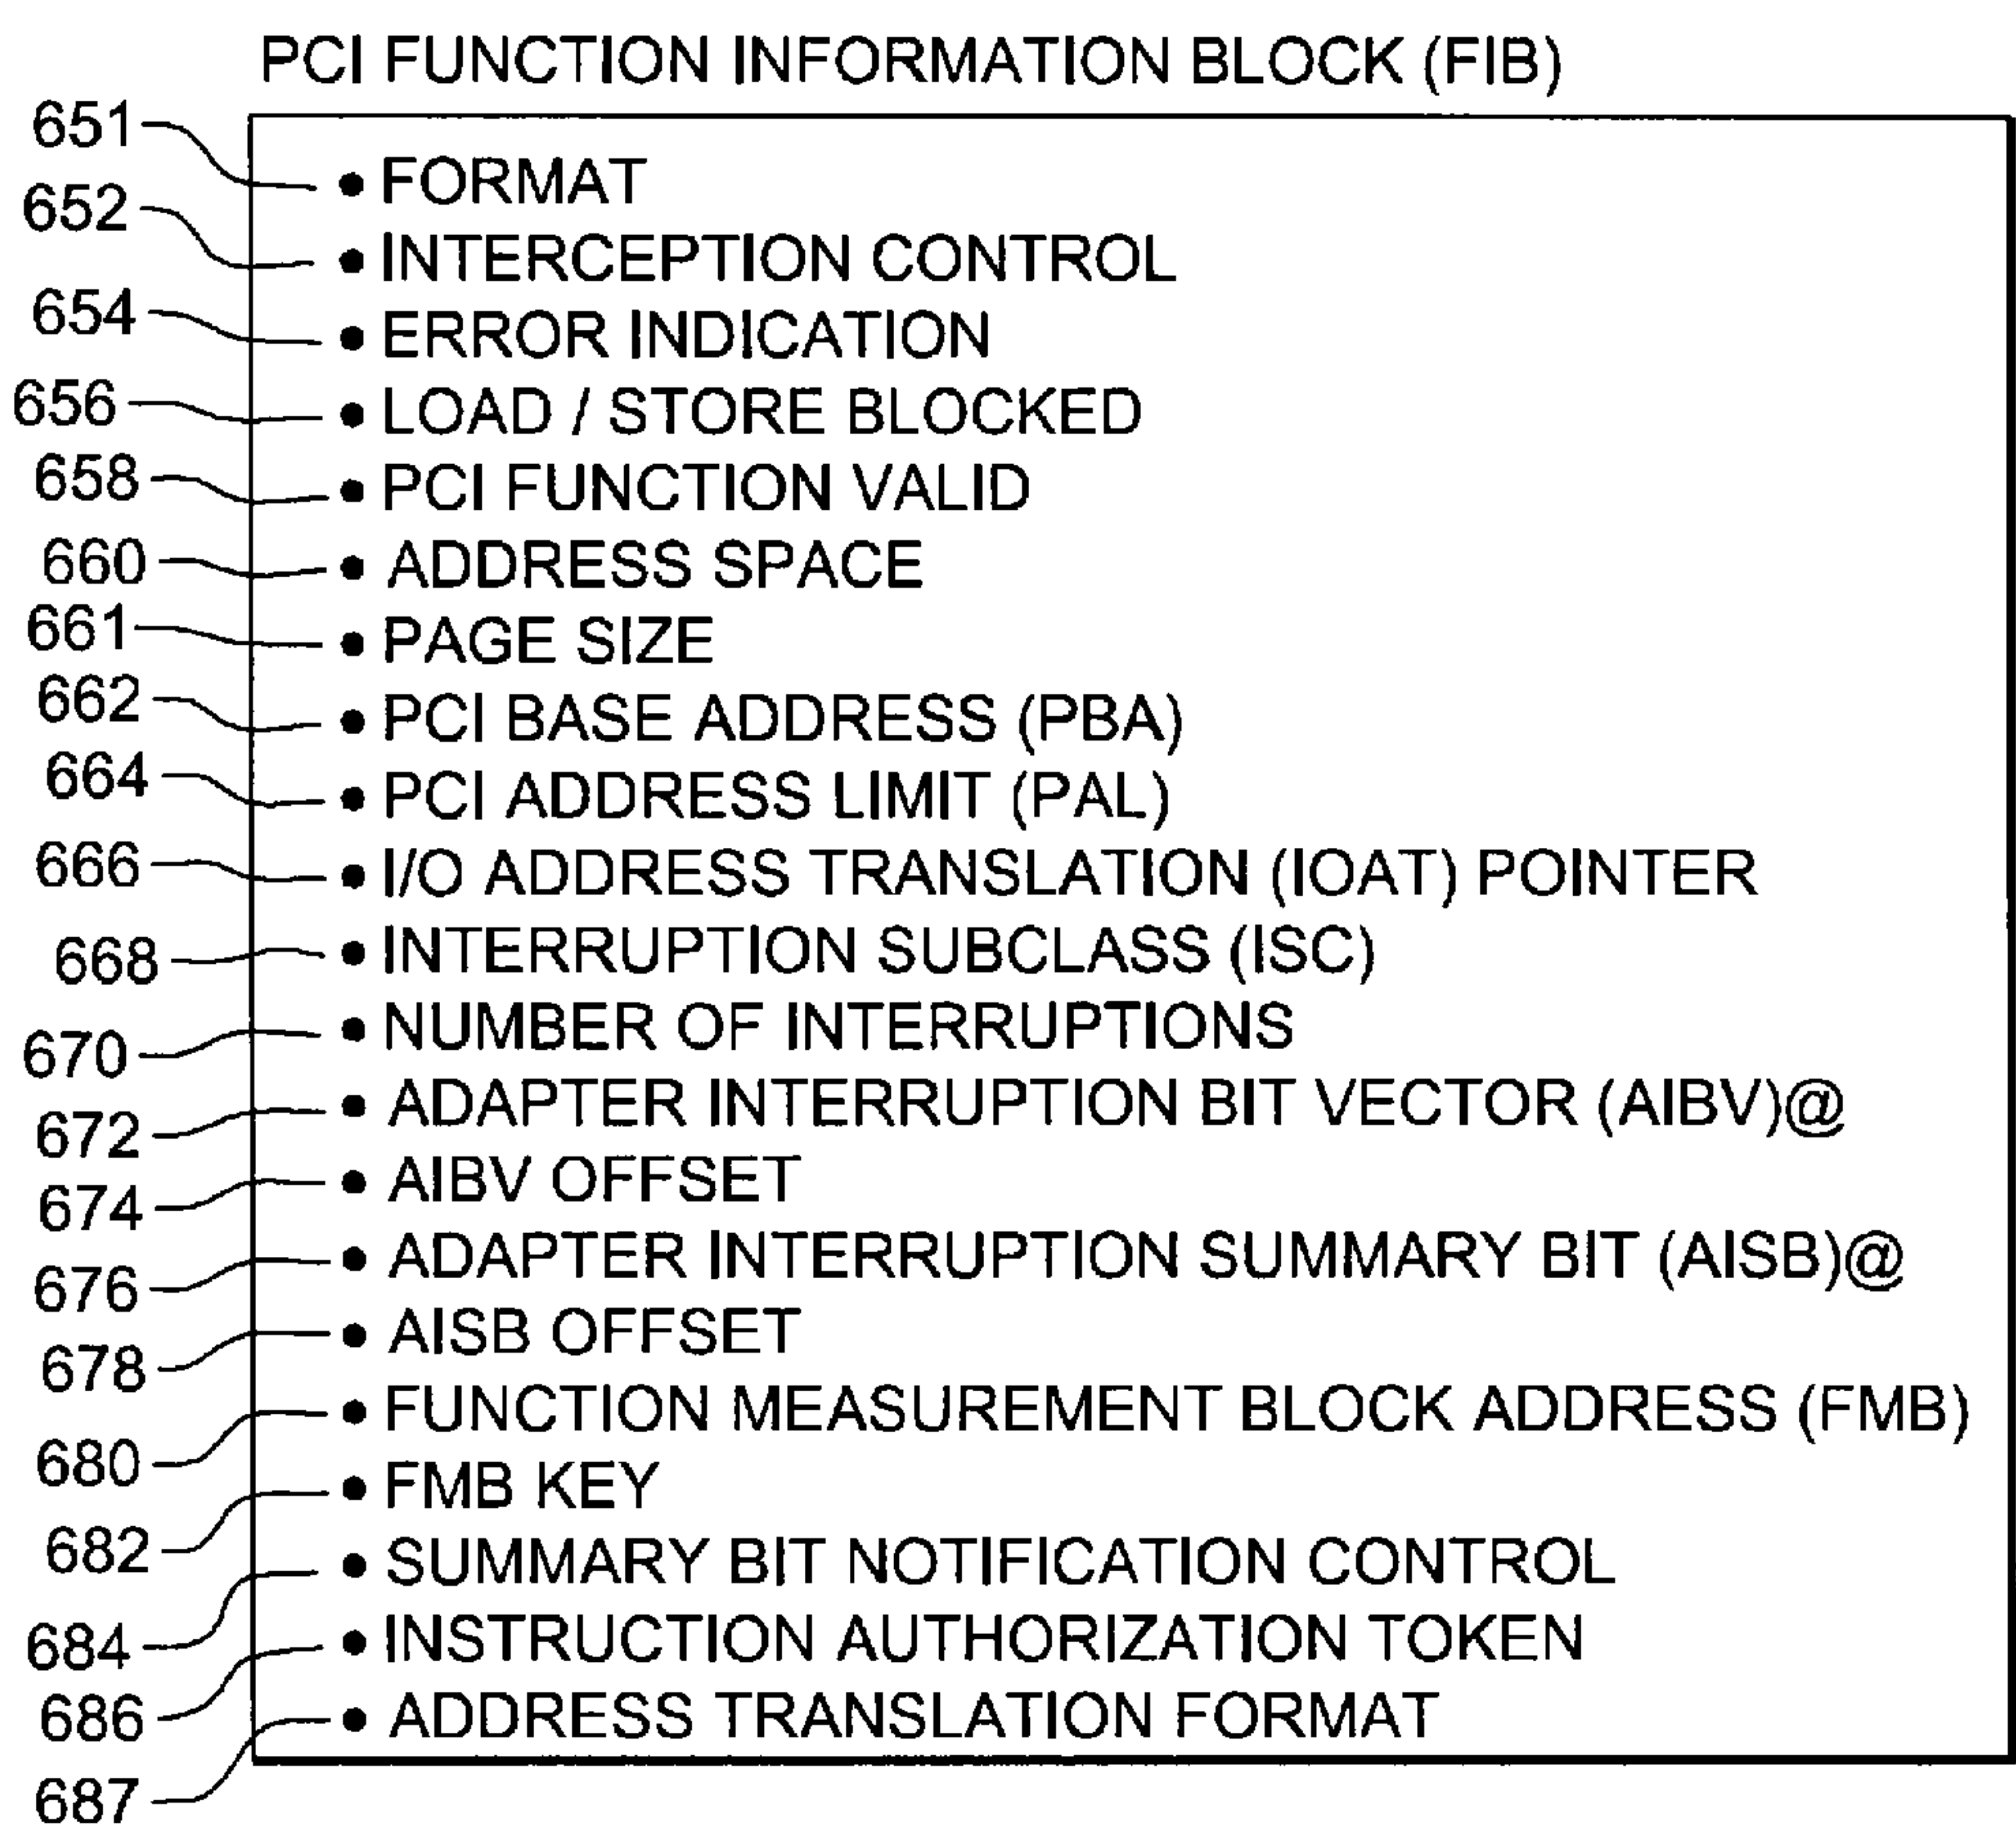 PCI FUNCTION INFORMATION BLOCK (FIB)
651 • FORMAT
652 • INTERCEPTION CONTROL
654 • ERROR INDICATION
656 • LOAD / STORE BLOCKED
658 • PCI FUNCTION VALID
660 • ADDRESS SPACE
661 • PAGE SIZE
662 • PCI BASE ADDRESS (PBA)
664 • PCI ADDRESS LIMIT (PAL)
666 • I/O ADDRESS TRANSLATION (IOAT) POINTER
668 • INTERRUPTION SUBCLASS (ISC)
670 • NUMBER OF INTERRUPTIONS
672 • ADAPTER INTERRUPTION BIT VECTOR (AIBV)@
674 • AIBV OFFSET
676 • ADAPTER INTERRUPTION SUMMARY BIT (AISB)@
678 • AISB OFFSET
680 • FUNCTION MEASUREMENT BLOCK ADDRESS (FMB)
682 • FMB KEY
684 • SUMMARY BIT NOTIFICATION CONTROL
686 • INSTRUCTION AUTHORIZATION TOKEN
687 • ADDRESS TRANSLATION FORMAT